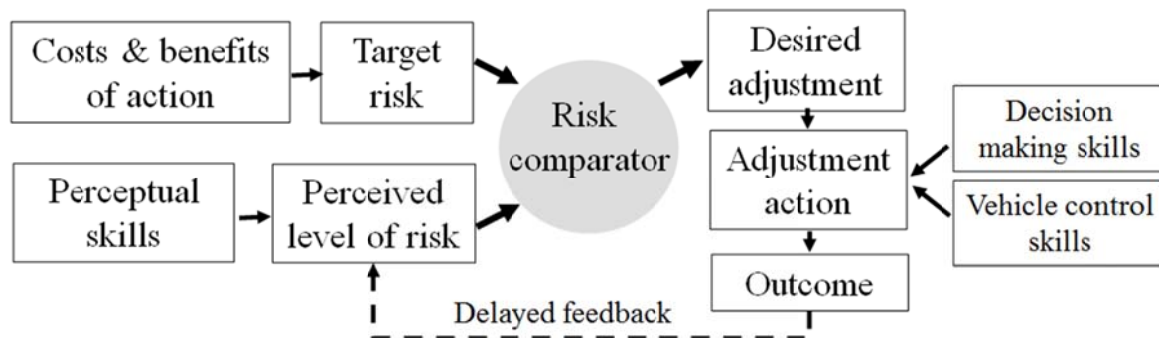 Costs & benefits
of action
Target
risk
Risk
comparator
Desired
adjustment
Perceptual
skills
Perceived
level of risk
Adjustment
action
Decision
making skills
Vehicle control
skills
Outcome
Delayed feedback